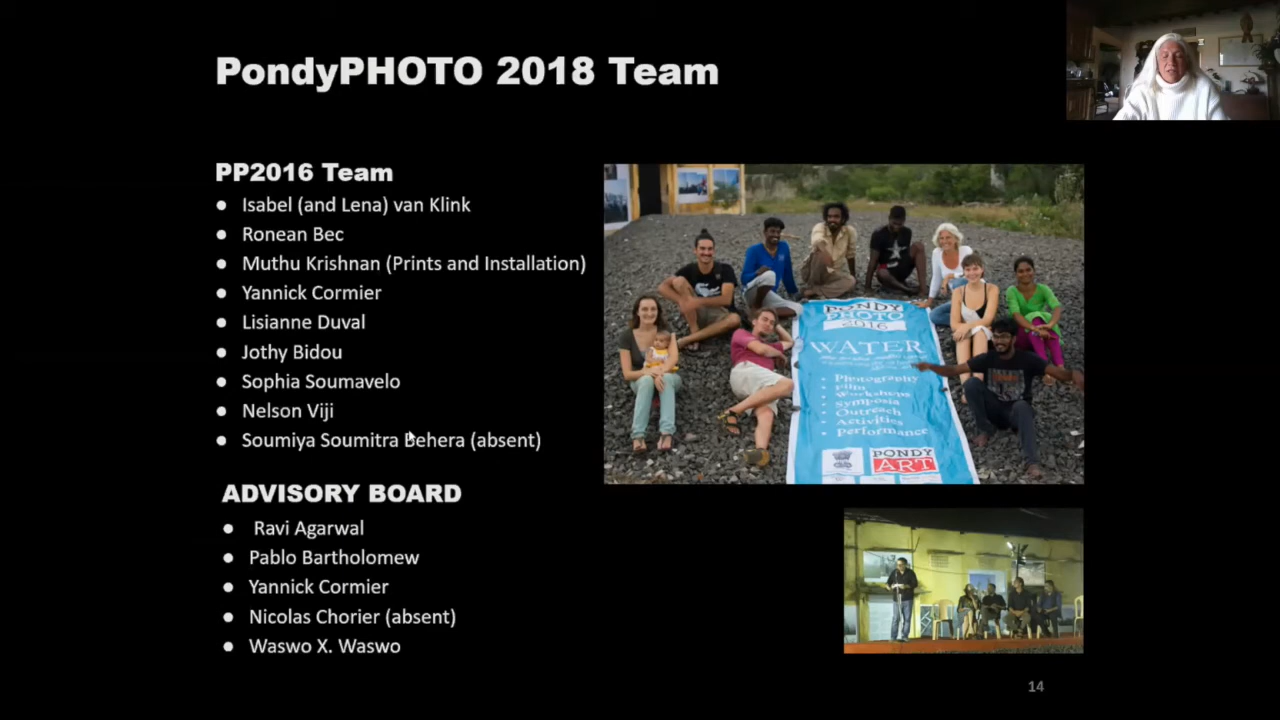 PondyPHOTO 2018 Team
PP2016 Team
● Isabel (and Lena) van Klink
● Ronean Bec
● Muthu Krishnan (Prints and Installation)
● Yannick Cormier
● Lisianne Duval
● Jothy Bidou
● Sophia Soumavelo
● Nelson Viji
● Soumiya Soumitra Behera (absent)
ADVISORY BOARD
● Ravi Agarwal
● Pablo Bartholomew
● Yannick Cormier
● Nicolas Chorier (absent)
● Waswo X. Waswo
PONDY
PHOTO
2016
WATER
• Photography
• Film
• Workshops
• Symposia
• Outreach
• Activities
• Performance
PONDY
ART
14